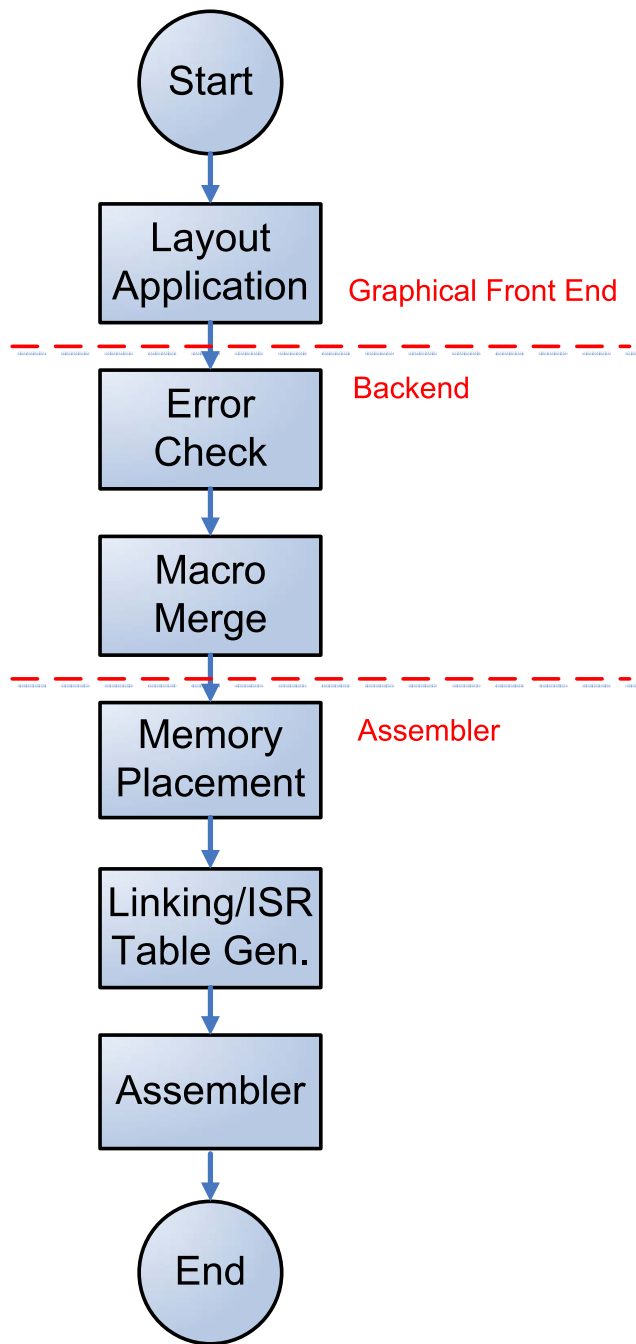 Start
Layout
Application
Graphical Front End
Backend
Error
Check
Macro
Merge
Memory
Placement
Assembler
Linking/ISR
Table Gen.
Assembler
End